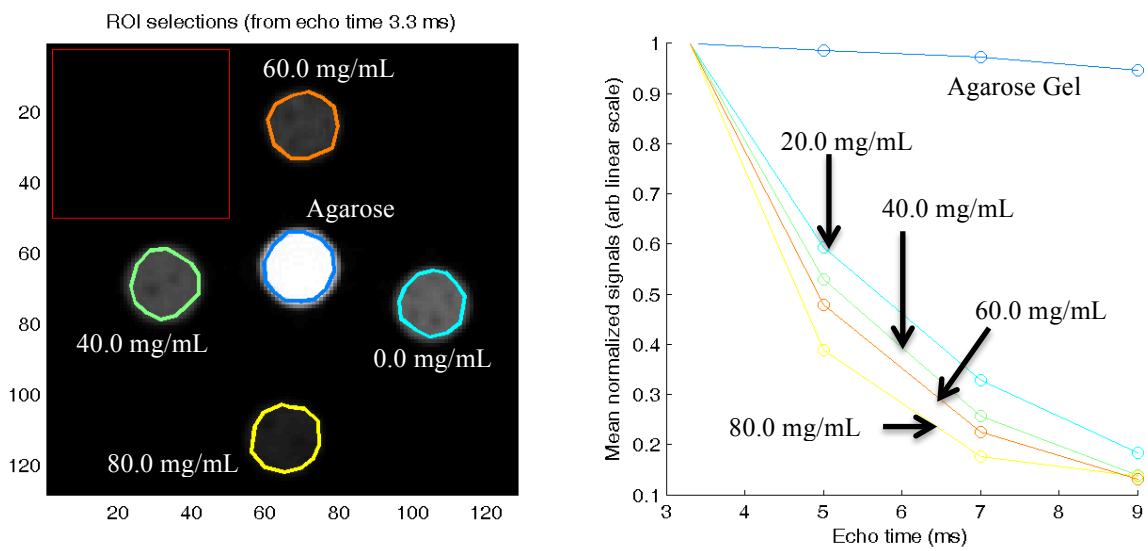 ROI selections (from echo time 3.3 ms)
60.0 mg/mL
Agarose
40.0 mg/mL
0.0 mg/mL
80.0 mg/mL
20
40
60
80
100
120
20
40
60
80
100
120
Mean normalized signals (arb linear scale)
1
0.9
0.8
0.7
0.6
0.5
0.4
0.3
0.2
0.1
Agarose Gel
20.0 mg/mL
40.0 mg/mL
60.0 mg/mL
80.0 mg/mL
3
4
5
6
7
8
9
Echo time (ms)